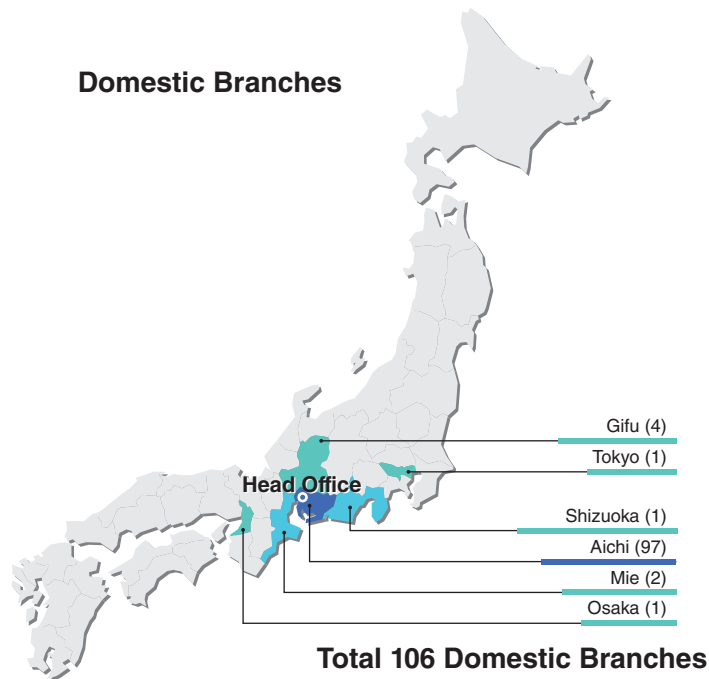 Domestic Branches
Gifu (4)
Tokyo (1)
Head Office
Shizuoka (1)
Aichi (97)
Mie (2)
Osaka (1)
Total 106 Domestic Branches